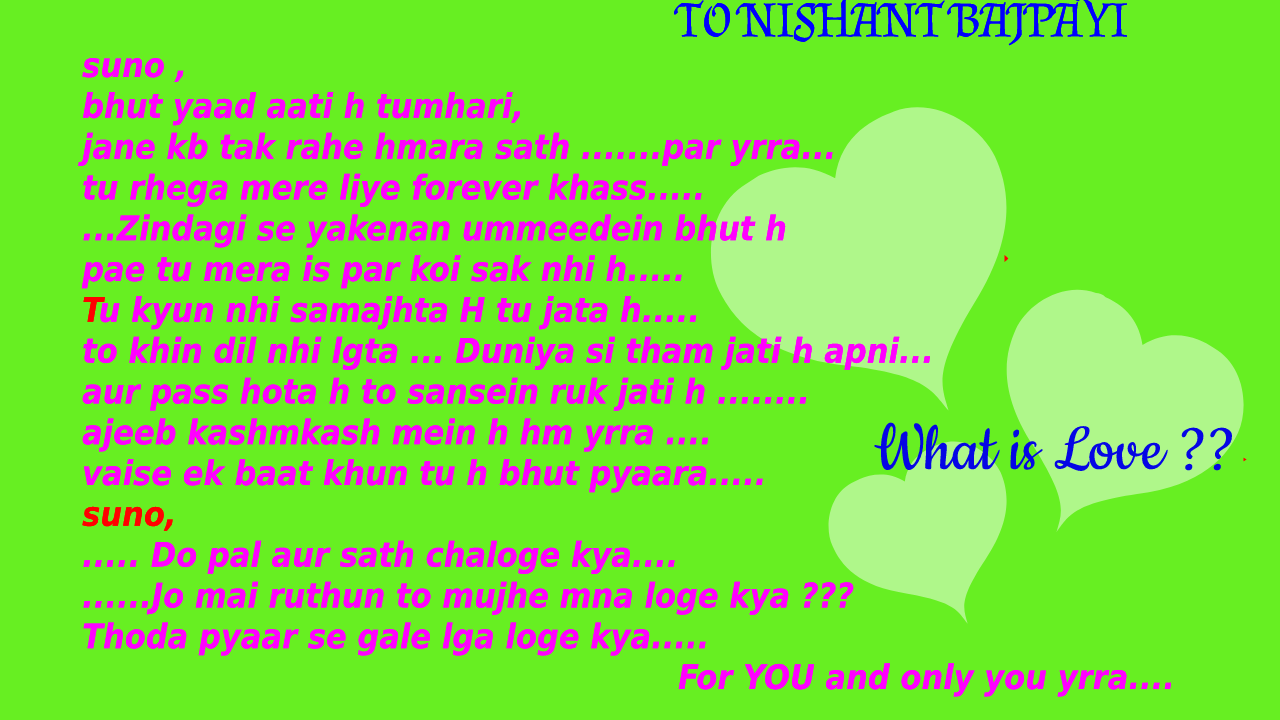 TO NISHANT BAJPAYI
suno ,
bhut yaad aati h tumhari,
jane kb tak rahe hmara sath .......par yrra...
tu rhega mere liye forever khass.....
...Zindagi se yakenan ummeedein bhut h
pae tu mera is par koi sak nhi h.....
Tu kyun nhi samajhta H tu jata h.....
to khin dil nhi lgta ... Duniya si tham jati h apni...
aur pass hota h to sansein ruk jati h ........
ajeeb kashmkash mein h hm yrra ....
What is Love ??
vaise ek baat khun tu h bhut pyaara.....
suno,
..... Do pal aur sath chaloge kya....
......Jo mai ruthun to mujhe mna loge kya ???
Thoda pyaar se gale lga loge kya.....
For YOU and only you yrra....